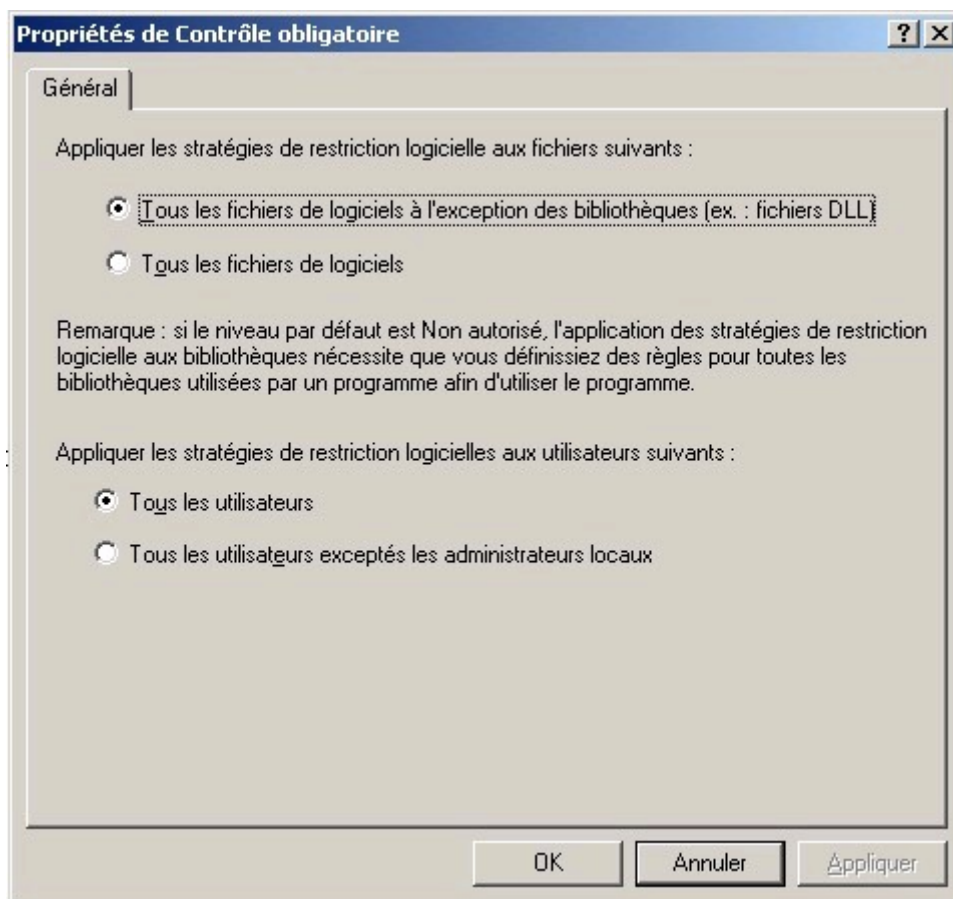 Propriétés de Contrôle obligatoire
Général
Appliquer les stratégies de restriction logicielle aux fichiers suivants :
Tous les fichiers de logiciels à l'exception des bibliothèques (ex. : fichiers DLL)
Tous les fichiers de logiciels
Remarque : si le niveau par défaut est Non autorisé, l'application des stratégies de restriction
logicielle aux bibliothèques nécessite que vous définissiez des règles pour toutes les
bibliothèques utilisées par un programme afin d'utiliser le programme.
Appliquer les stratégies de restriction logicielles aux utilisateurs suivants :
Tous les utilisateurs
Tous les utilisateurs exceptés les administrateurs locaux
OK
Annuler
Appliquer